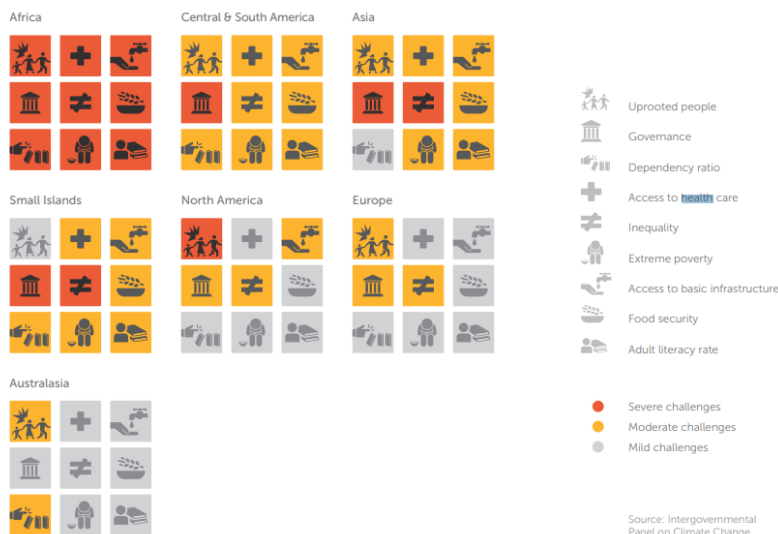 Africa
Central & South America
Asia
Small Islands
North America
Europe
Australasia
Uprooted people
Governance
Dependency ratio
Access to health care
Inequality
Extreme poverty
Access to basic infrastructure
Food security
Adult literacy rate
Severe challenges
Moderate challenges
Mild challenges
Source: Intergovernmental
Panel on Climate Change